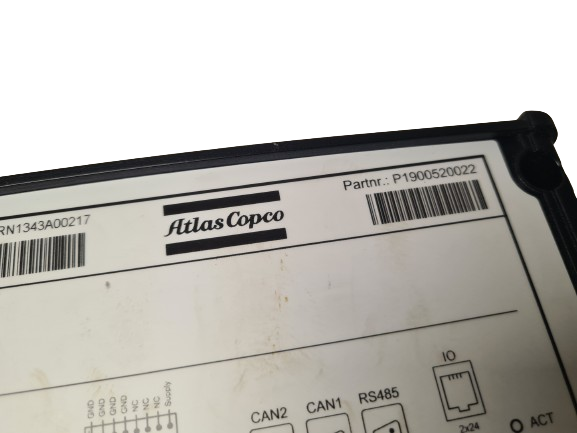 RN1343A00217
Atlas Copco
Partnr.: P1900520022
GND
GND
GND
GND
NC
NC
NC
Supply
CAN2
CAN1
RS485
IO
2x24
ACT